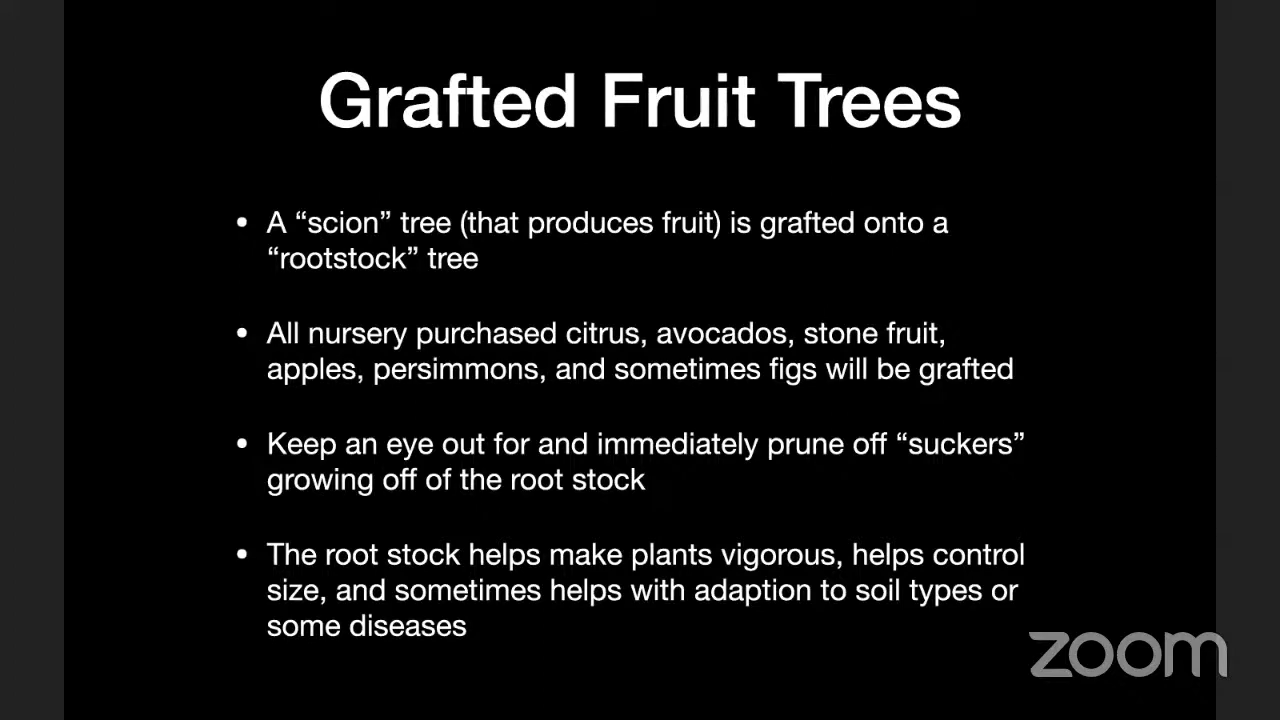 Grafted Fruit Trees
• A “scion” tree (that produces fruit) is grafted onto a
“rootstock” tree
• All nursery purchased citrus, avocados, stone fruit,
apples, persimmons, and sometimes figs will be grafted
• Keep an eye out for and immediately prune off “suckers”
growing off of the root stock
• The root stock helps make plants vigorous, helps control
size, and sometimes helps with adaption to soil types or
some diseases
zoom